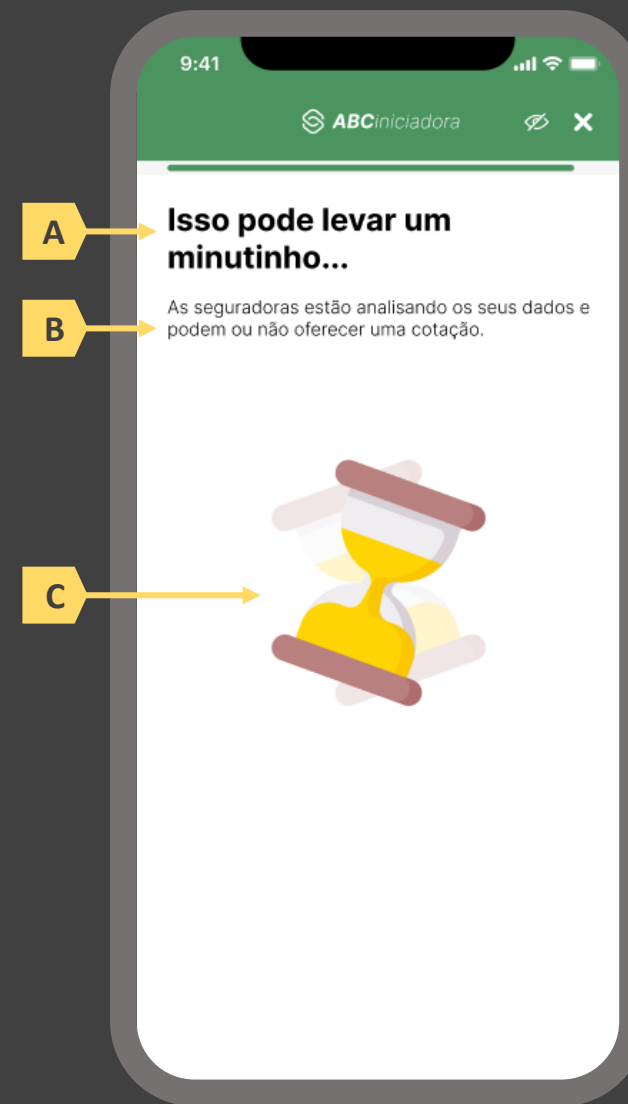 9:41
ABCiniciadora
A
Isso pode levar um
minutinho...
B
As seguradoras estão analisando os seus dados e
podem ou não oferecer uma cotação.
C